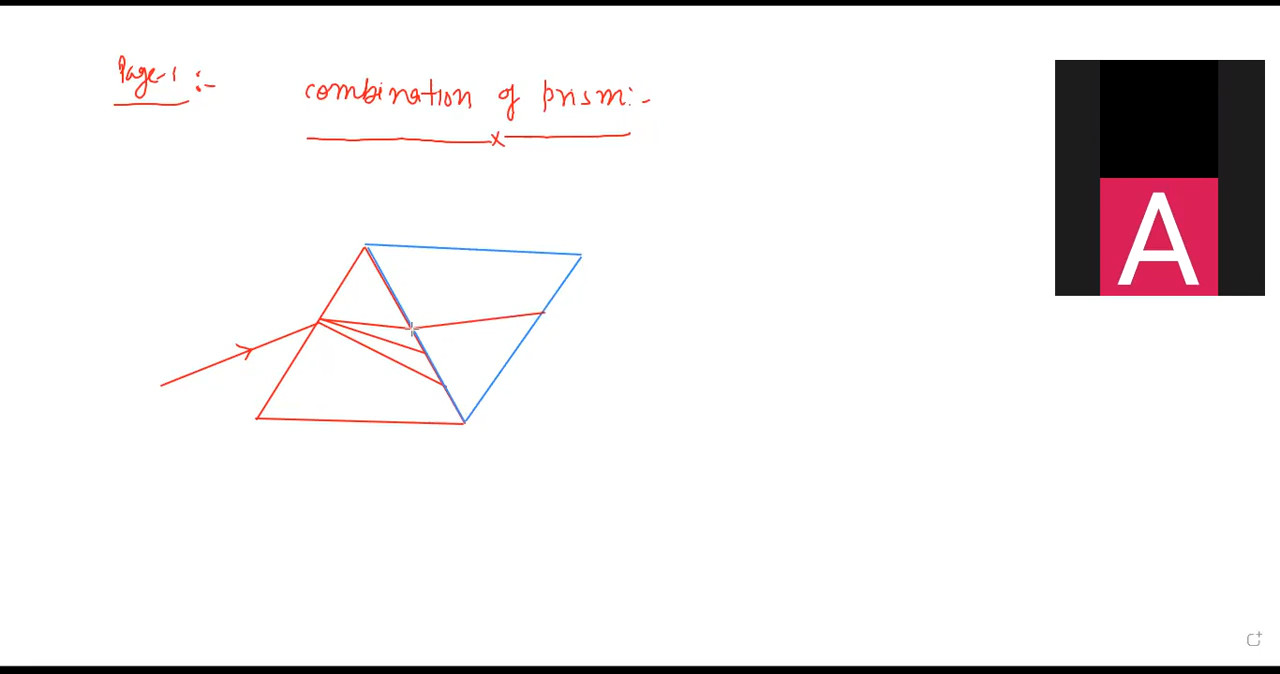 Page-1 :-
combination of prism:-
x
A